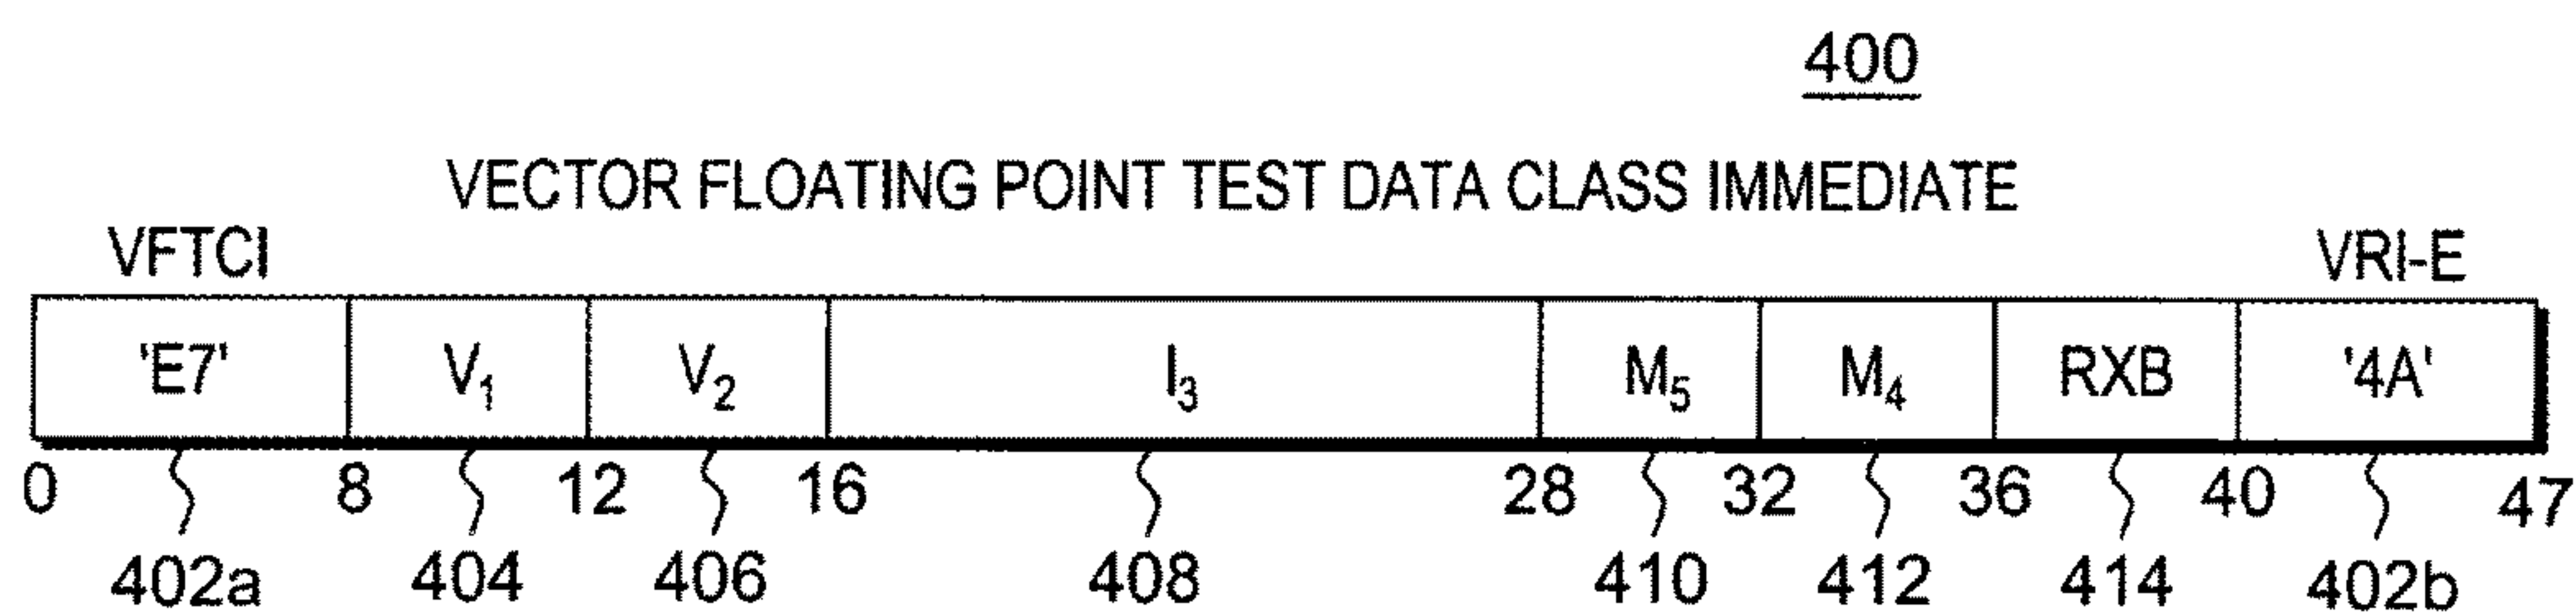 400
VECTOR FLOATING POINT TEST DATA CLASS IMMEDIATE
VFTCI VRI-E
'E7' V₁ V₂ I₃ M₅ M₄ RXB '4A'
0 8 12 16 28 32 36 40 47
402a 404 406 408 410 412 414 402b